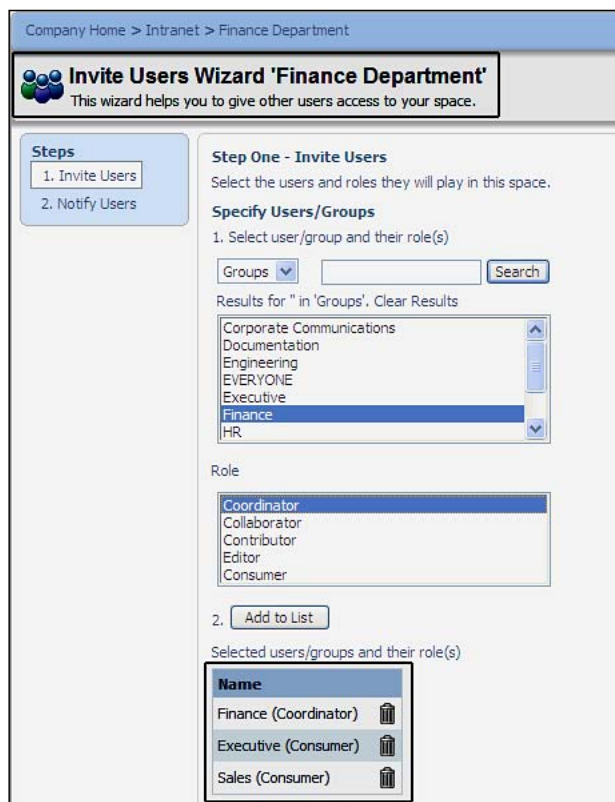 Company Home > Intranet > Finance Department
Invite Users Wizard 'Finance Department'
This wizard helps you to give other users access to your space.
Steps
1. Invite Users
2. Notify Users
Step One - Invite Users
Select the users and roles they will play in this space.
Specify Users/Groups
1. Select user/group and their role(s)
Groups
Search
Results for '' in 'Groups'. Clear Results
Corporate Communications
Documentation
Engineering
EVERYONE
Executive
Finance
HR
Role
Coordinator
Collaborator
Contributor
Editor
Consumer
2. Add to List
Selected users/groups and their role(s)
Name
Finance (Coordinator)
Executive (Consumer)
Sales (Consumer)